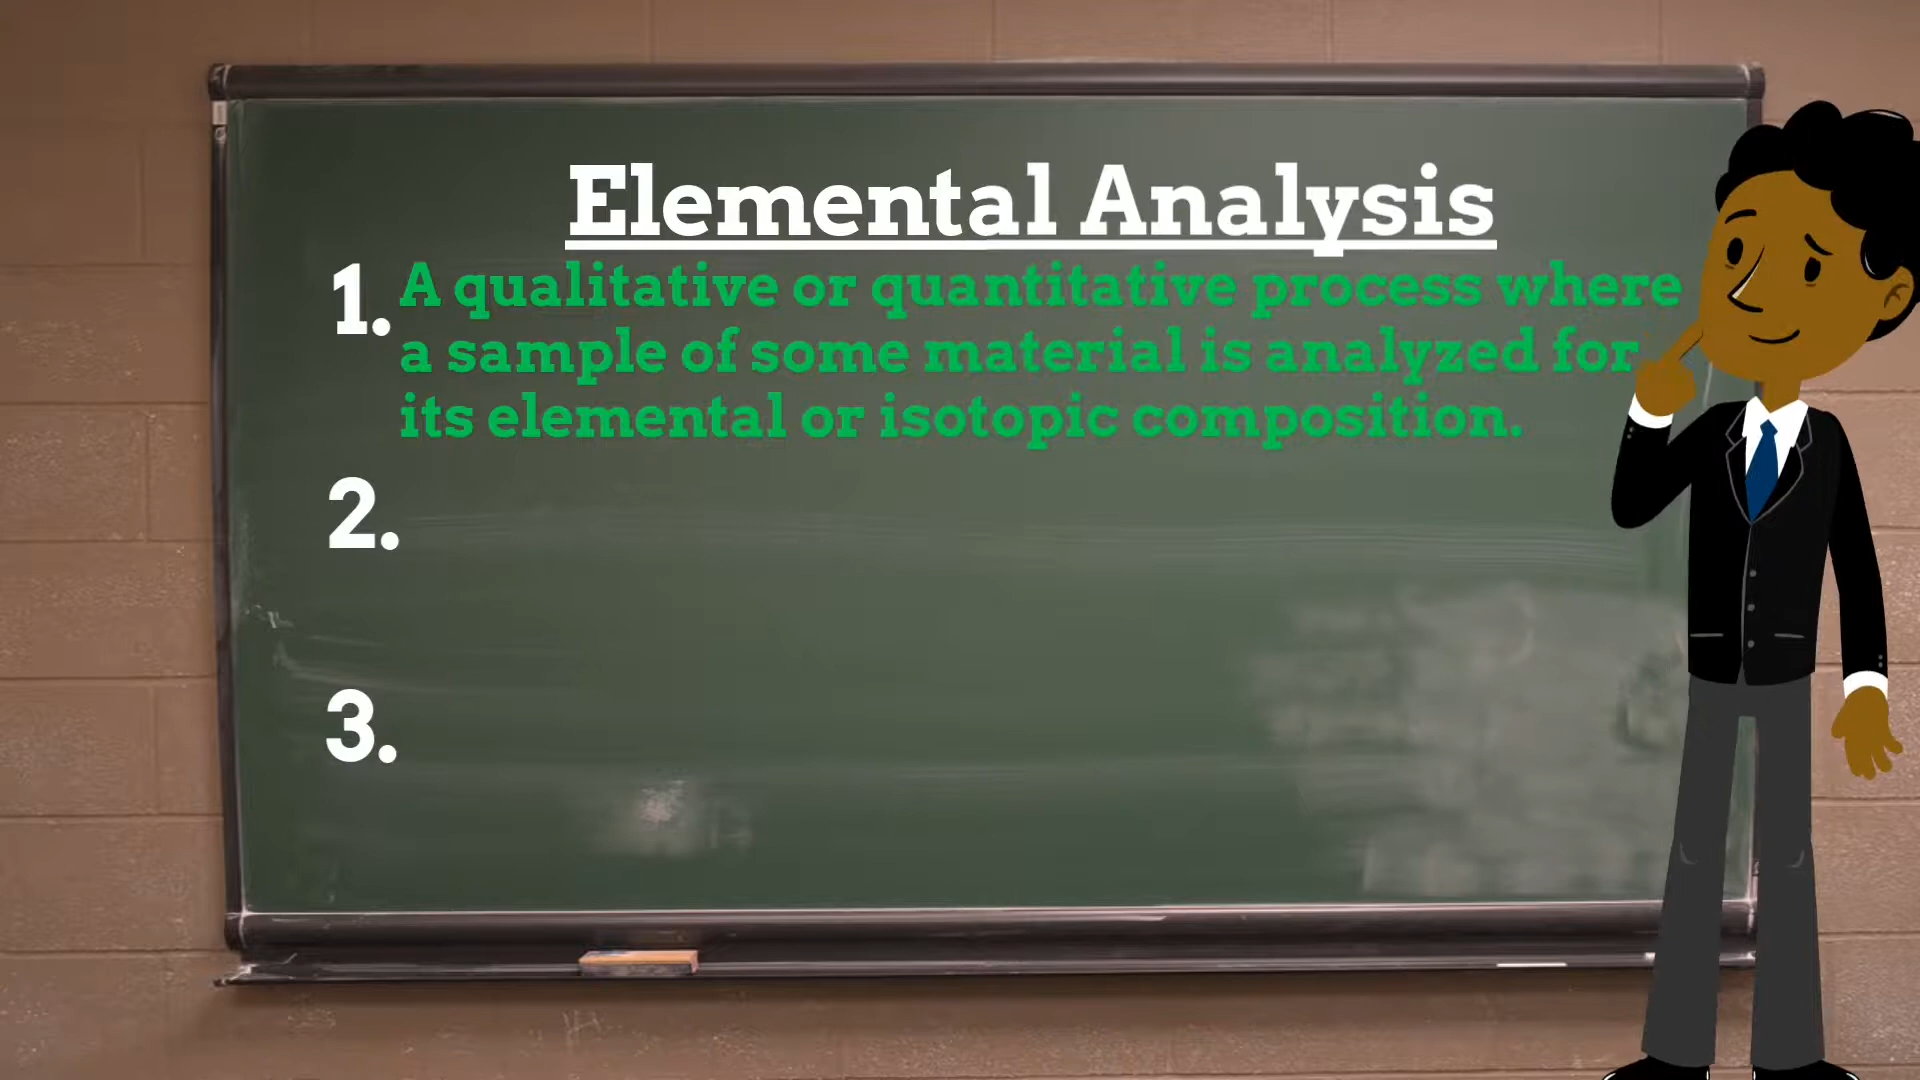 Elemental Analysis
1. A qualitative or quantitative process where
a sample of some material is analyzed for
its elemental or isotopic composition.
2.
3.